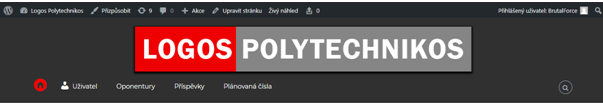 Logos Polytechnikos Přizpůsobit 9 0 Akce Upravit stránku Živý náhled 0 Přihlášený uživatel: BrutalForce
LOGOS POLYTECHNIKOS
Uživatel Oponentury Příspěvky Plánovaná čísla